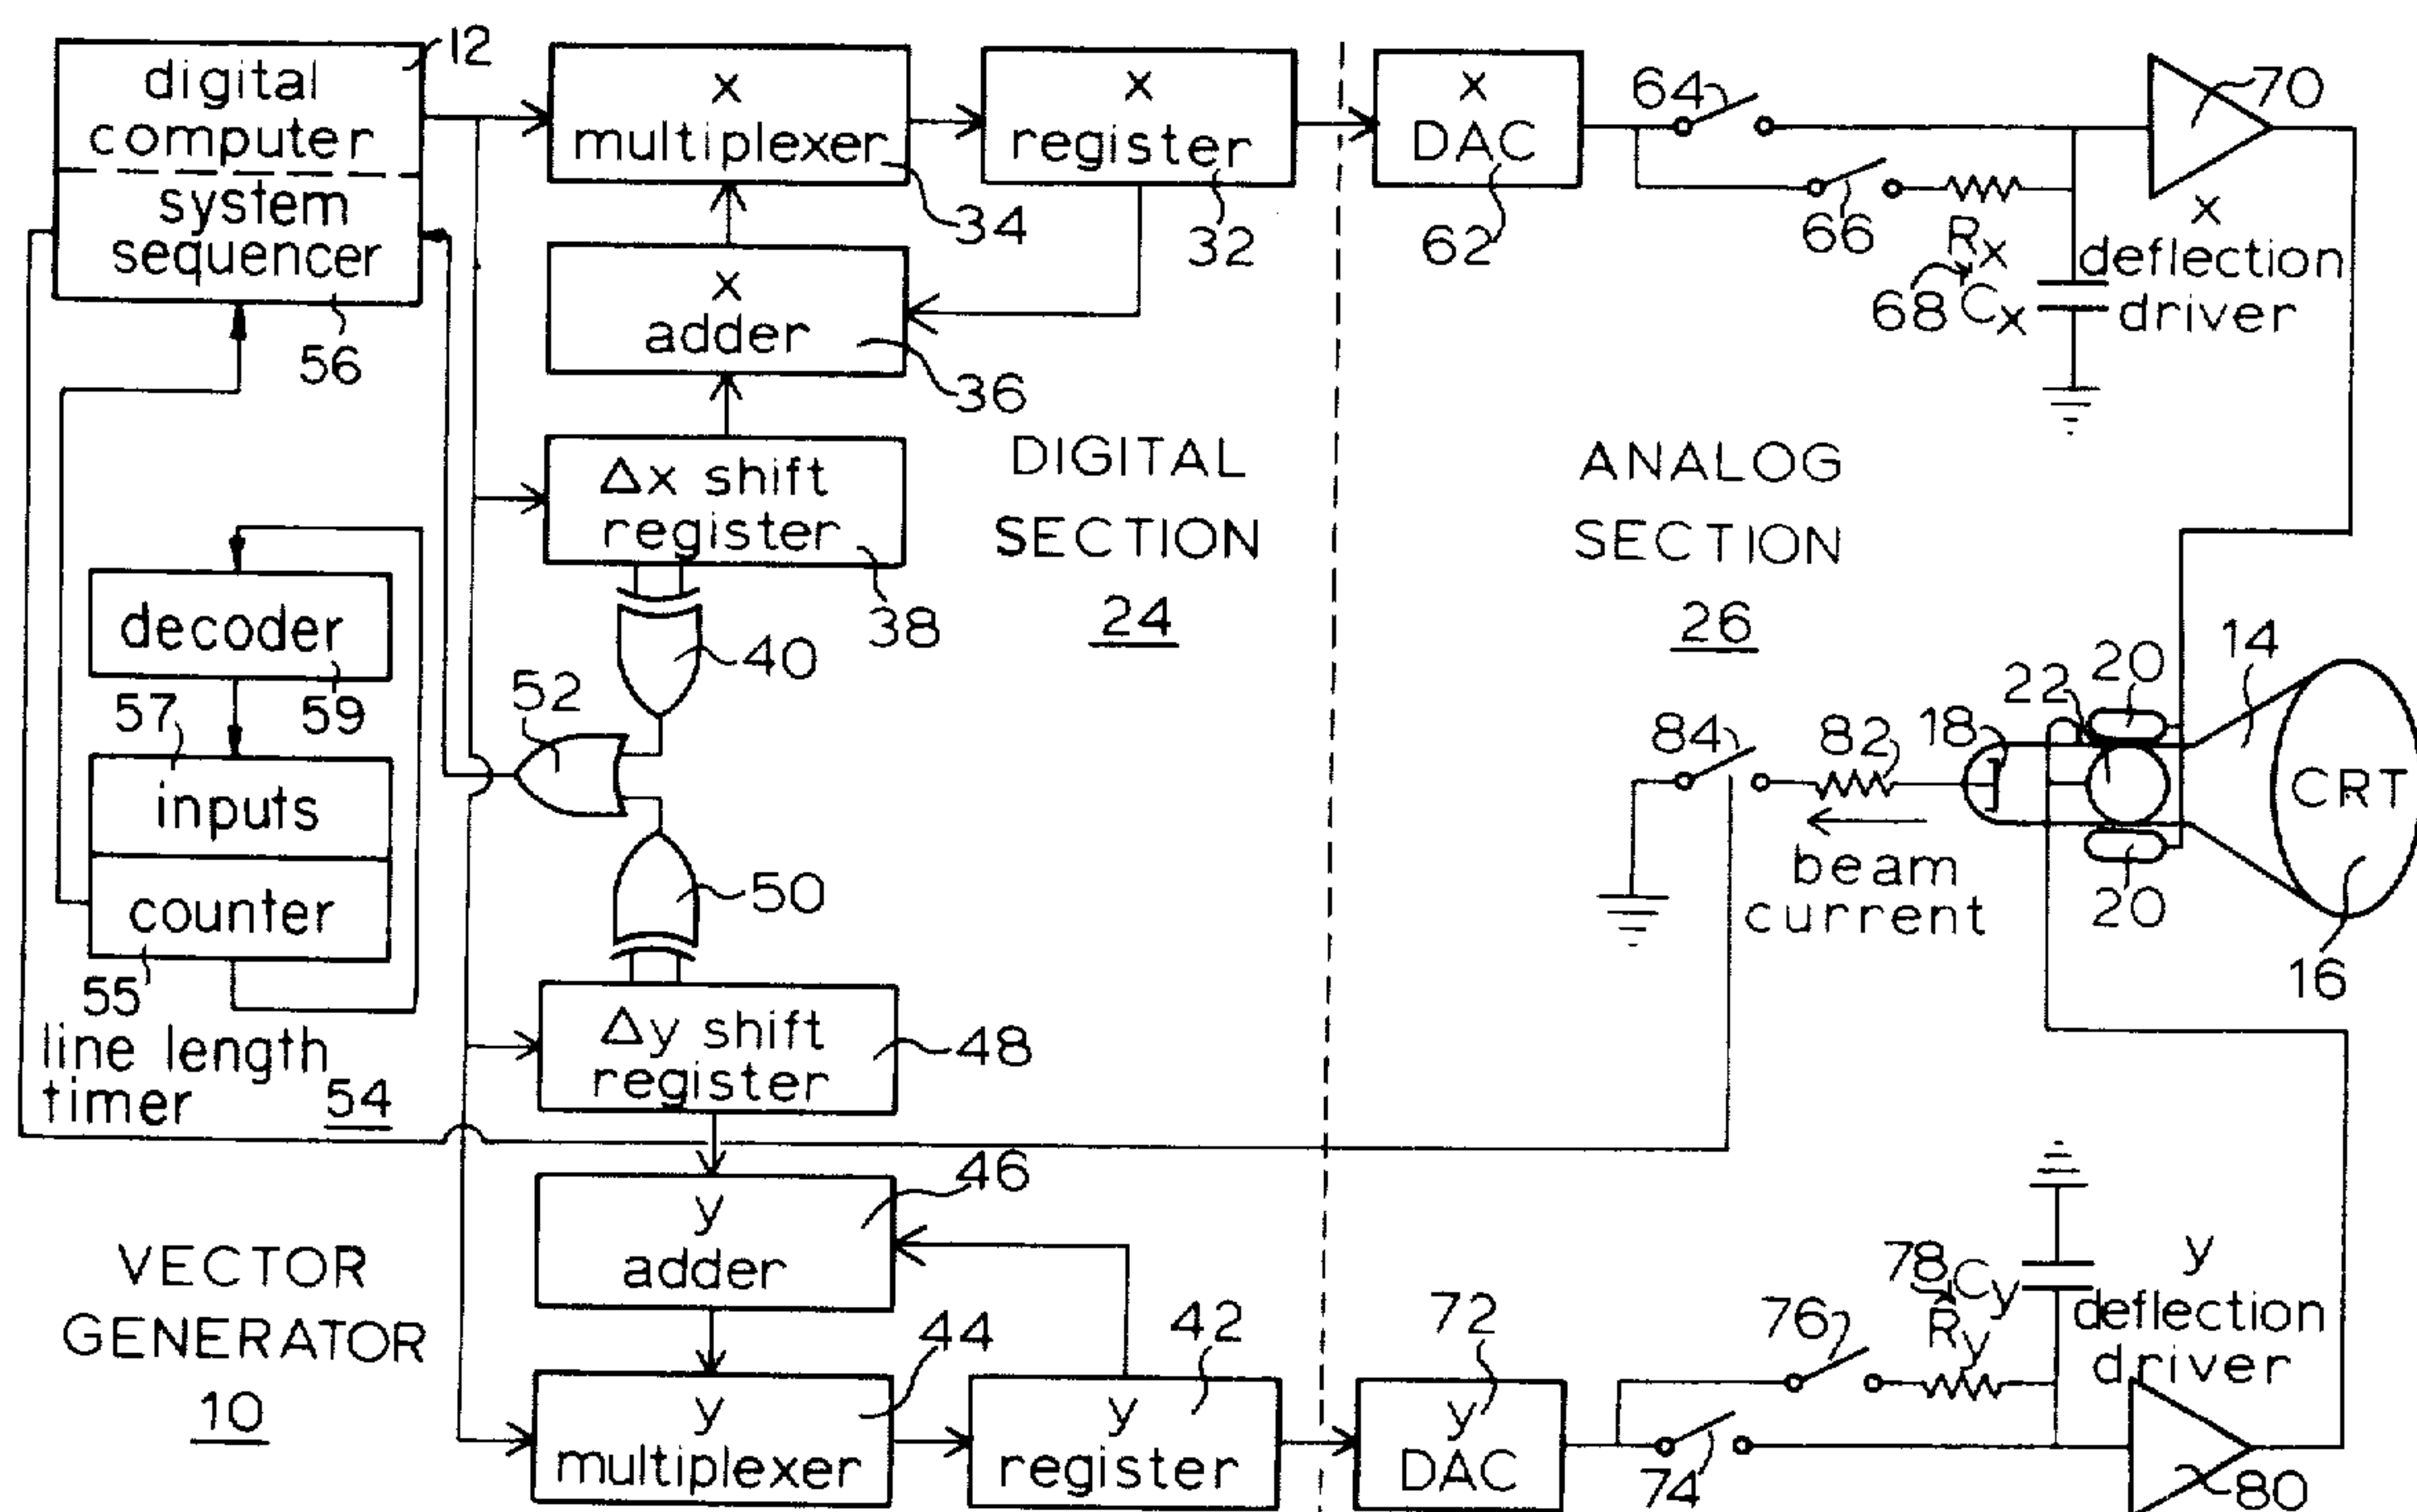 digital
computer
12
system
sequencer
56
x
multiplexer
34
x
register
32
x
adder
36
Δx shift
register
38
40
52
50
Δy shift
register
48
y
adder
46
y
multiplexer
44
y
register
42
decoder
59
57
inputs
counter
55
line length
timer 54
VECTOR
GENERATOR
10
DIGITAL
SECTION
24
ANALOG
SECTION
26
x
DAC
62
64
66
Rx
68 Cx
70
x
deflection
driver
84
82
18
22
20
14
CRT
20
16
beam
current
y
DAC
72
74
76
78 Cy
Ry
y
deflection
driver
80